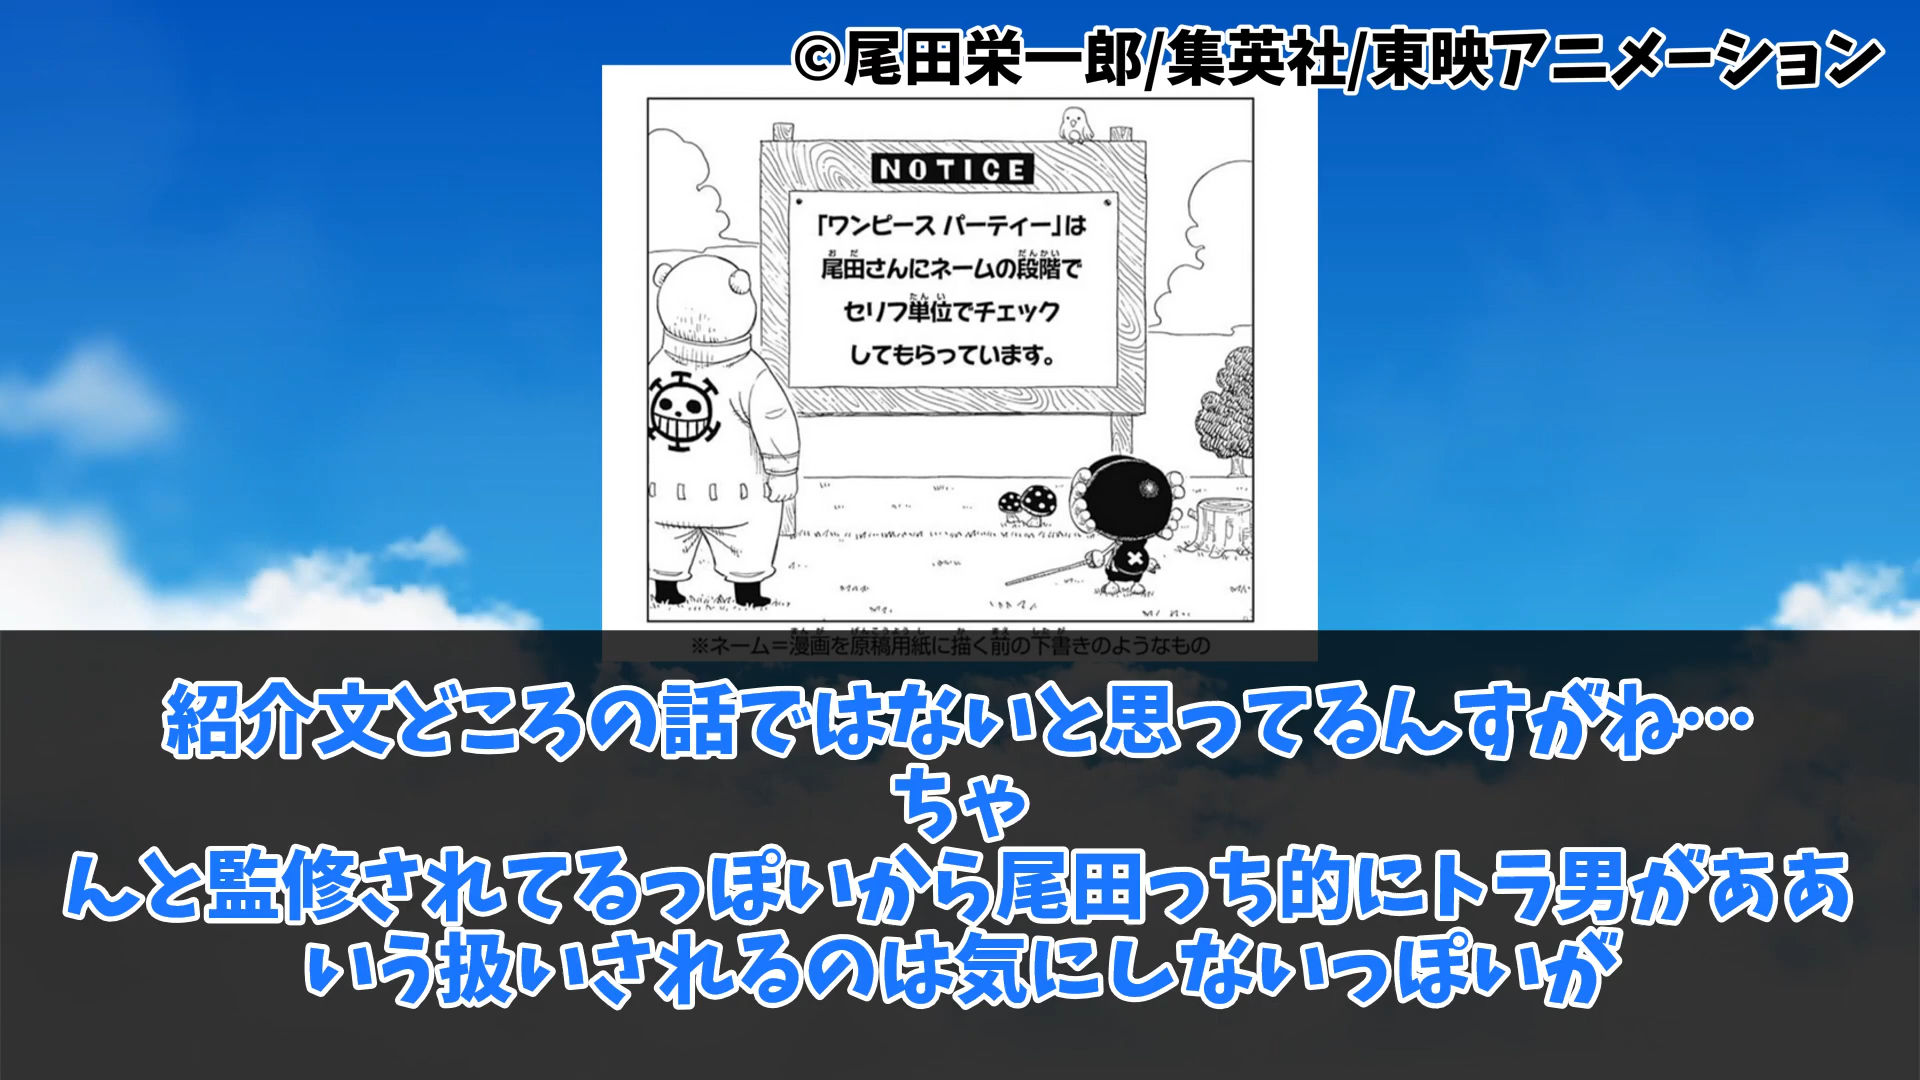 ©尾田栄一郎/集英社/東映アニメーション
NOTICE
「ワンピース パーティー」は
尾田さんにネームの段階で
セリフ単位でチェック
してもらっています。
※ネーム＝漫画を原稿用紙に描く前の下書きのようなもの
紹介文どころの話ではないと思ってるんすがね…
ちゃ
んと監修されてるっぽいから尾田っち的にトラ男がああ
いう扱いされるのは気にしないっぽいが